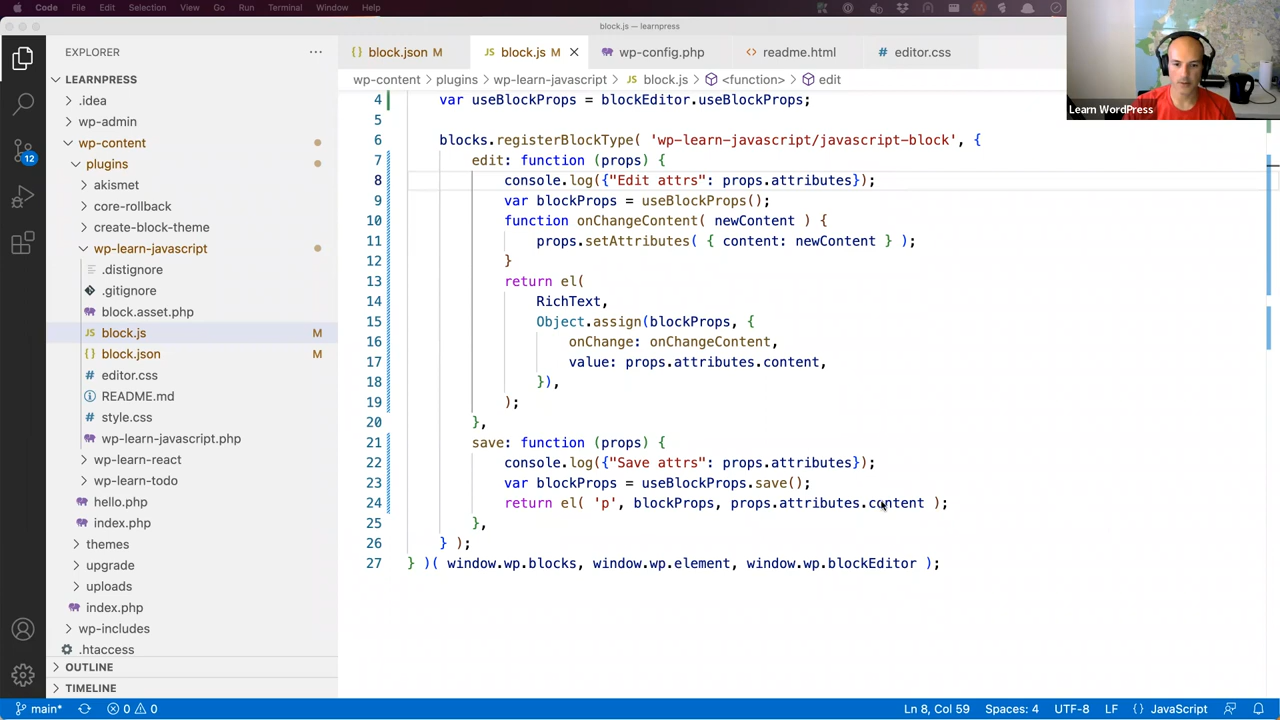 Code File Edit Selection View Go Run Terminal Window Help
block.js — learnpress
Learn WordPress
EXPLORER
LEARNPRESS
.idea
wp-admin
wp-content
plugins
akismet
core-rollback
create-block-theme
wp-learn-javascript
.distignore
.gitignore
block.asset.php
JS block.js M
{} block.json M
# editor.css
README.md
# style.css
wp-learn-javascript.php
wp-learn-react
wp-learn-todo
hello.php
index.php
themes
upgrade
uploads
index.php
wp-includes
.htaccess
OUTLINE
TIMELINE
12
{} block.json M
JS block.js M
wp-config.php
<> readme.html
# editor.css
wp-content > plugins > wp-learn-javascript > JS block.js > <function> > edit
4 var useBlockProps = blockEditor.useBlockProps;
5
6 blocks.registerBlockType( 'wp-learn-javascript/javascript-block', {
7 edit: function (props) {
8 console.log({"Edit attrs": props.attributes});
9 var blockProps = useBlockProps();
10 function onChangeContent( newContent ) {
11 props.setAttributes( { content: newContent } );
12 }
13 return el(
14 RichText,
15 Object.assign(blockProps, {
16 onChange: onChangeContent,
17 value: props.attributes.content,
18 }),
19 );
20 },
21 save: function (props) {
22 console.log({"Save attrs": props.attributes});
23 var blockProps = useBlockProps.save();
24 return el( 'p', blockProps, props.attributes.content );
25 },
26 } );
27 } )( window.wp.blocks, window.wp.element, window.wp.blockEditor );
main* 0 0 Ln 8, Col 59 Spaces: 4 UTF-8 LF {} JavaScript